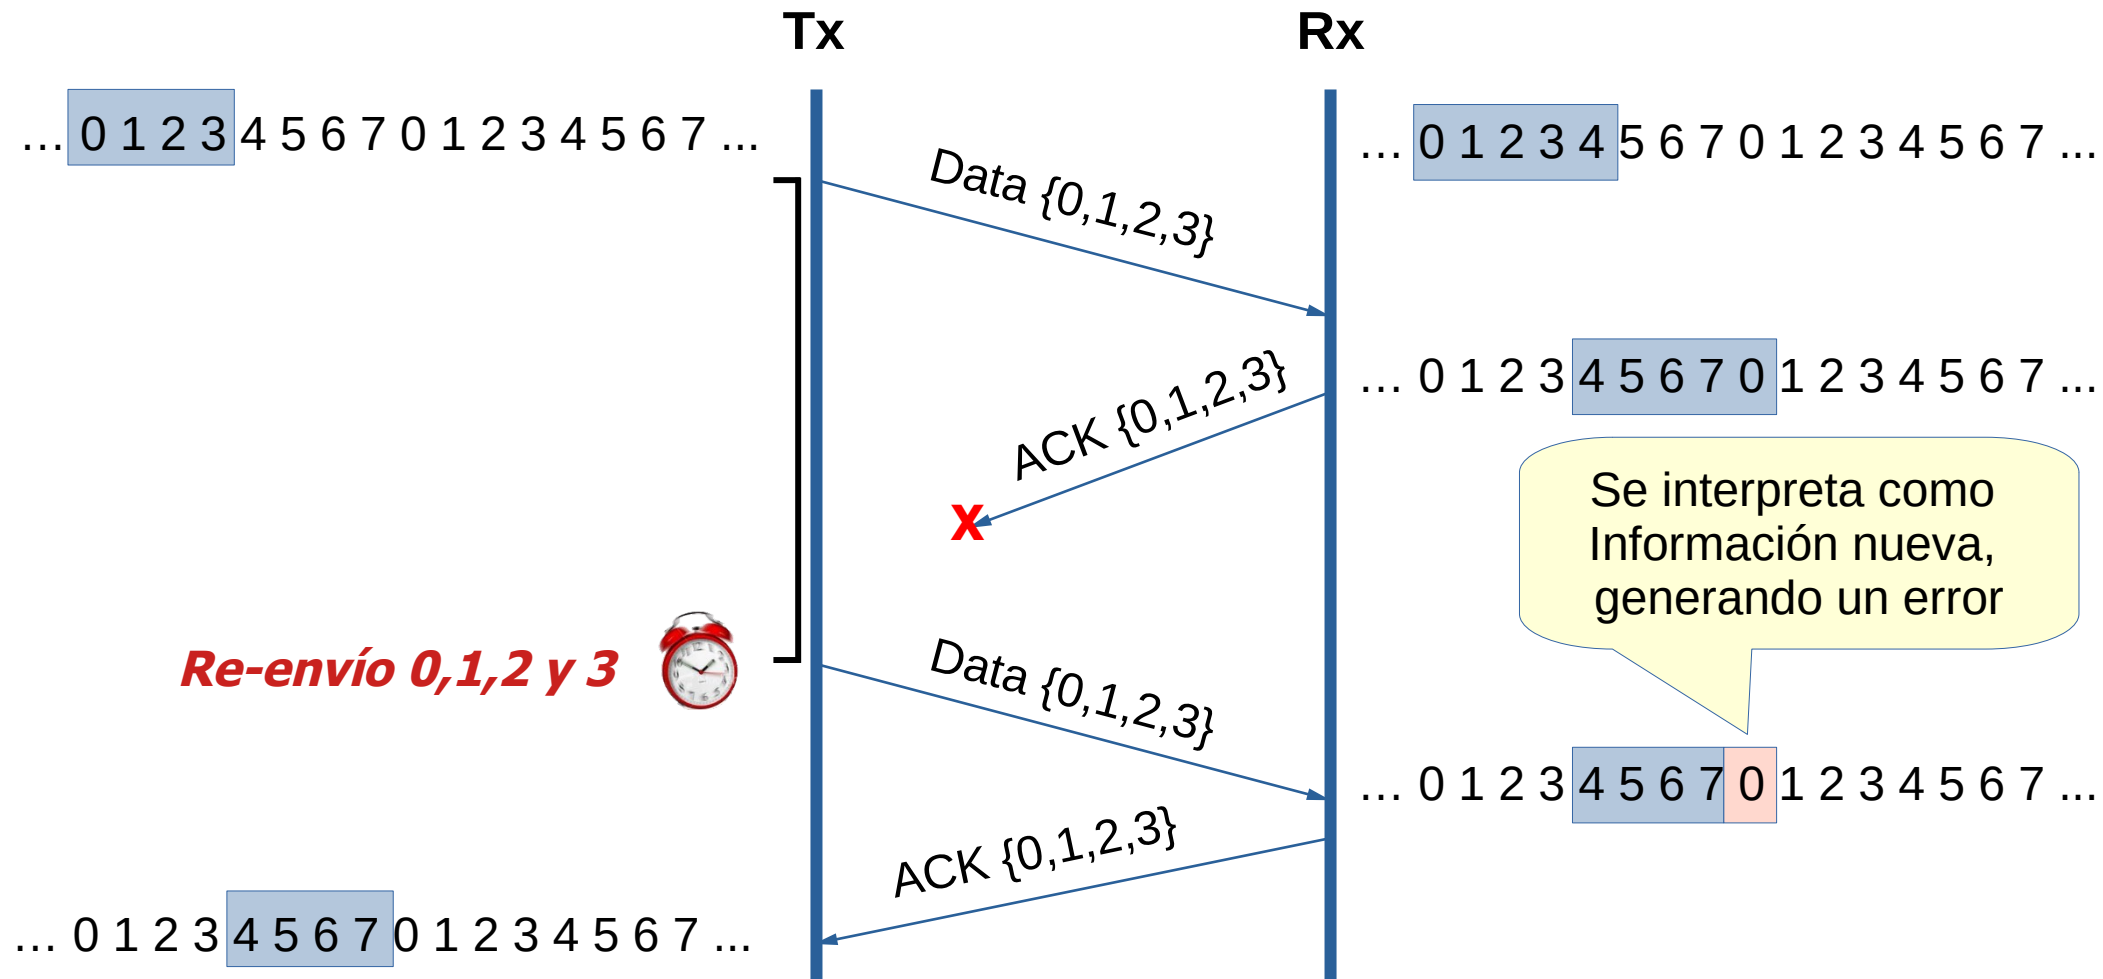 Tx
Rx
... 0 1 2 3 4 5 6 7 0 1 2 3 4 5 6 7 ...
... 0 1 2 3 4 5 6 7 0 1 2 3 4 5 6 7 ...
Data {0,1,2,3}
... 0 1 2 3 4 5 6 7 0 1 2 3 4 5 6 7 ...
ACK {0,1,2,3}
x
Se interpreta como
Información nueva,
generando un error
Re-envío 0,1,2 y 3
Data {0,1,2,3}
... 0 1 2 3 4 5 6 7 0 1 2 3 4 5 6 7 ...
ACK {0,1,2,3}
... 0 1 2 3 4 5 6 7 0 1 2 3 4 5 6 7 ...